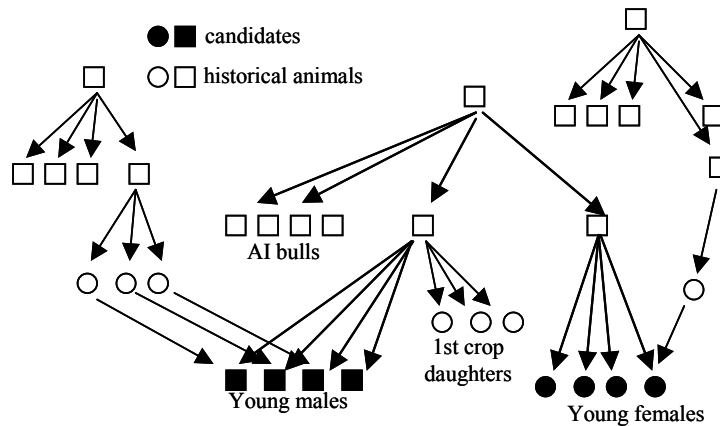 candidates
historical animals
AI bulls
1st crop
daughters
Young males
Young females